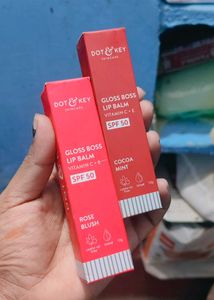 DOT & KEY
SKINCARE
GLOSS BOSS
LIP BALM
VITAMIN C + E
SPF 50
COCOA
MINT
DOT & KEY
SKINCARE
GLOSS BOSS
LIP BALM
VITAMIN C + E
SPF 50
ROSE
BLUSH